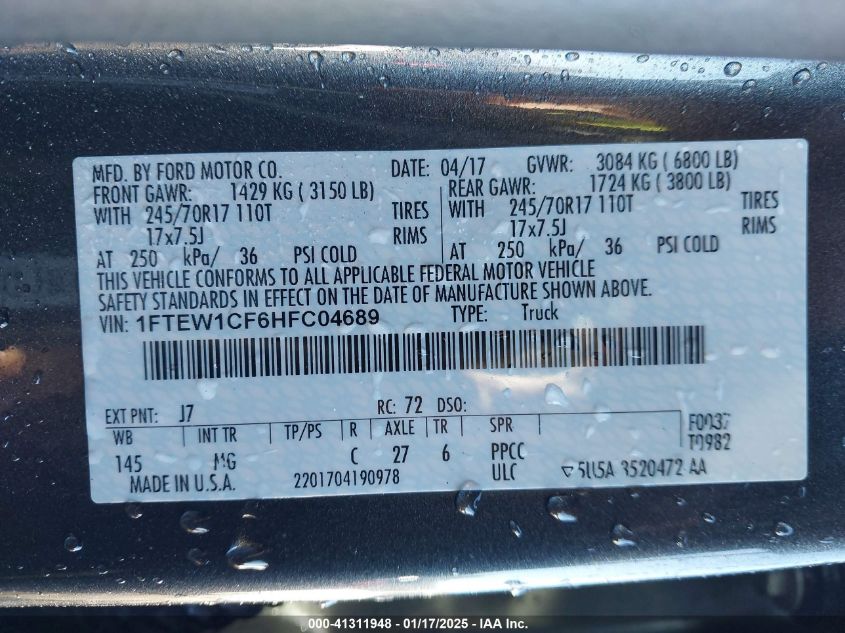 MFD. BY FORD MOTOR CO. DATE: 04/17 GVWR: 3084 KG ( 6800 LB)
FRONT GAWR: 1429 KG ( 3150 LB) REAR GAWR: 1724 KG ( 3800 LB)
WITH 245/70R17 110T TIRES WITH 245/70R17 110T TIRES
17x7.5J RIMS 17x7.5J RIMS
AT 250 kPa/ 36 PSI COLD AT 250 kPa/ 36 PSI COLD
THIS VEHICLE CONFORMS TO ALL APPLICABLE FEDERAL MOTOR VEHICLE
SAFETY STANDARDS IN EFFECT ON THE DATE OF MANUFACTURE SHOWN ABOVE.
VIN: 1FTEW1CF6HFC04689 TYPE: Truck
EXT PNT: J7 RC: 72 DSO:
WB INT TR TP/PS R AXLE TR SPR F0037
T0982
145 MG C 27 6 PPCC
MADE IN U.S.A. 2201704190978 ULC 5U5A 3520472 AA
000-41311948 - 01/17/2025 - IAA Inc.